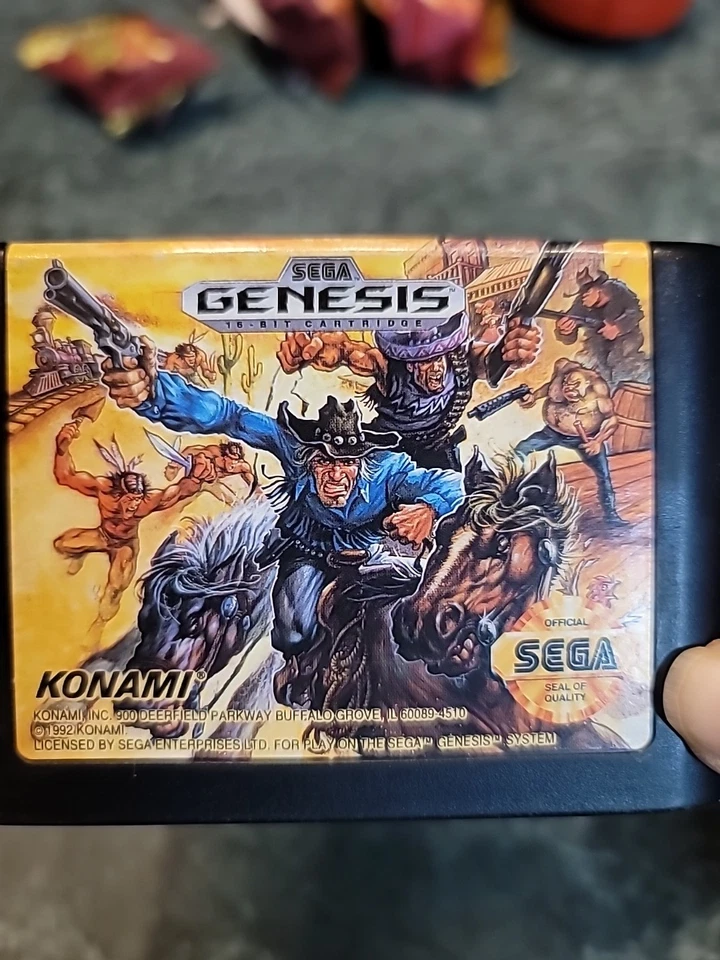 SEGA
GENESIS™
16-BIT CARTRIDGE
OFFICIAL
SEGA
SEAL OF
QUALITY
KONAMI®
KONAMI, INC. 900 DEERFIELD PARKWAY BUFFALO GROVE, IL 60089-4510
©1992 KONAMI.
LICENSED BY SEGA ENTERPRISES LTD. FOR PLAY ON THE SEGA™ GENESIS™ SYSTEM